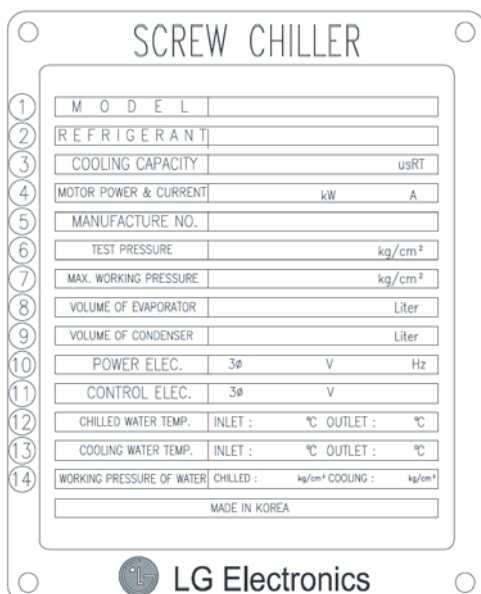 SCREW CHILLER
1 MODEL
2 REFRIGERANT
3 COOLING CAPACITY usRT
4 MOTOR POWER & CURRENT kW A
5 MANUFACTURE NO.
6 TEST PRESSURE kg/cm²
7 MAX. WORKING PRESSURE kg/cm²
8 VOLUME OF EVAPORATOR Liter
9 VOLUME OF CONDENSER Liter
10 POWER ELEC. 3ø V Hz
11 CONTROL ELEC. 3ø V
12 CHILLED WATER TEMP. INLET : ℃ OUTLET : ℃
13 COOLING WATER TEMP. INLET : ℃ OUTLET : ℃
14 WORKING PRESSURE OF WATER CHILLED : kg/cm² COOLING : kg/cm²
MADE IN KOREA
LG Electronics